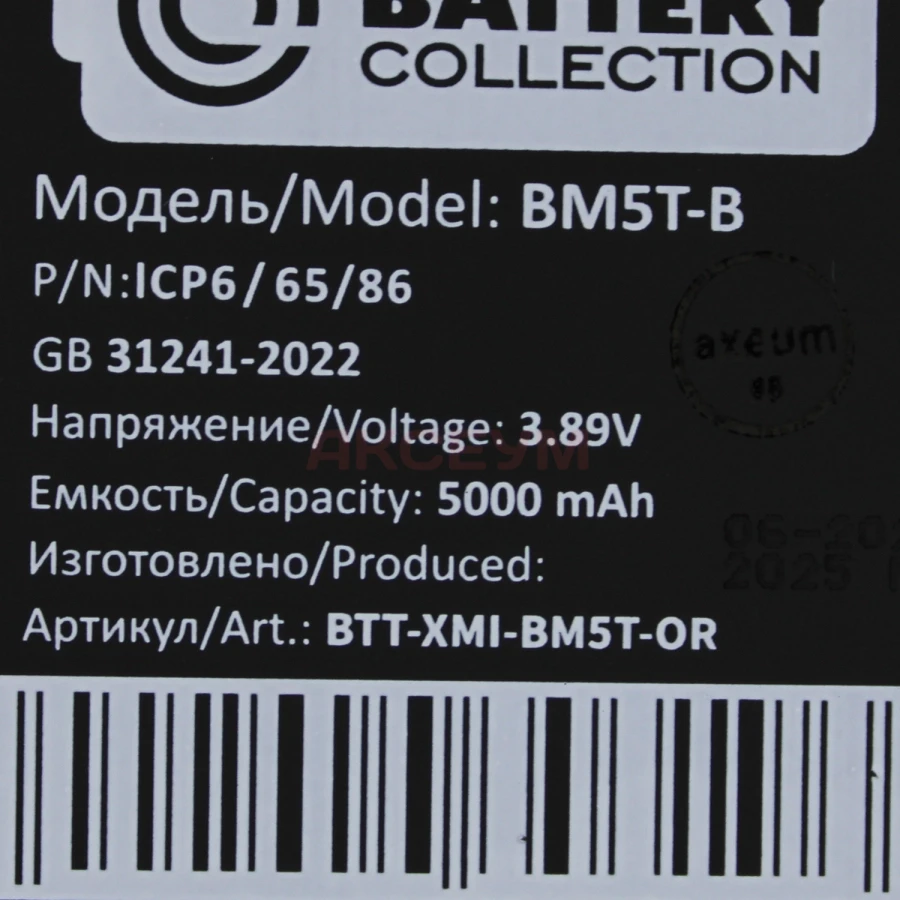 BATTERY
COLLECTION
Модель/Model: BM5T-B
P/N:ICP6/65/86
GB 31241-2022
axeum
Напряжение/Voltage: 3.89V
АКСЕУМ
Емкость/Capacity: 5000 mAh
Изготовлено/Produced:
2025
Артикул/Art.: BTT-XMI-BM5T-OR